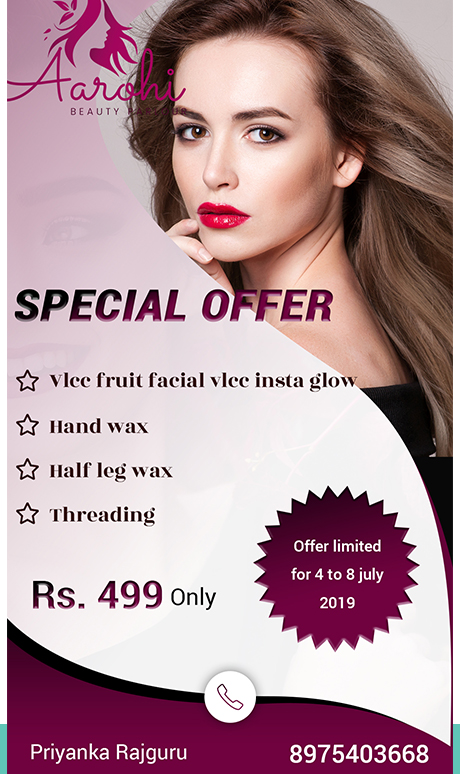 Aarohi
BEAUTY
SPECIAL OFFER
Vlcc fruit facial vlcc insta glow
Hand wax
Half leg wax
Threading
Offer limited
for 4 to 8 july
2019
Rs. 499 Only
Priyanka Rajguru
8975403668